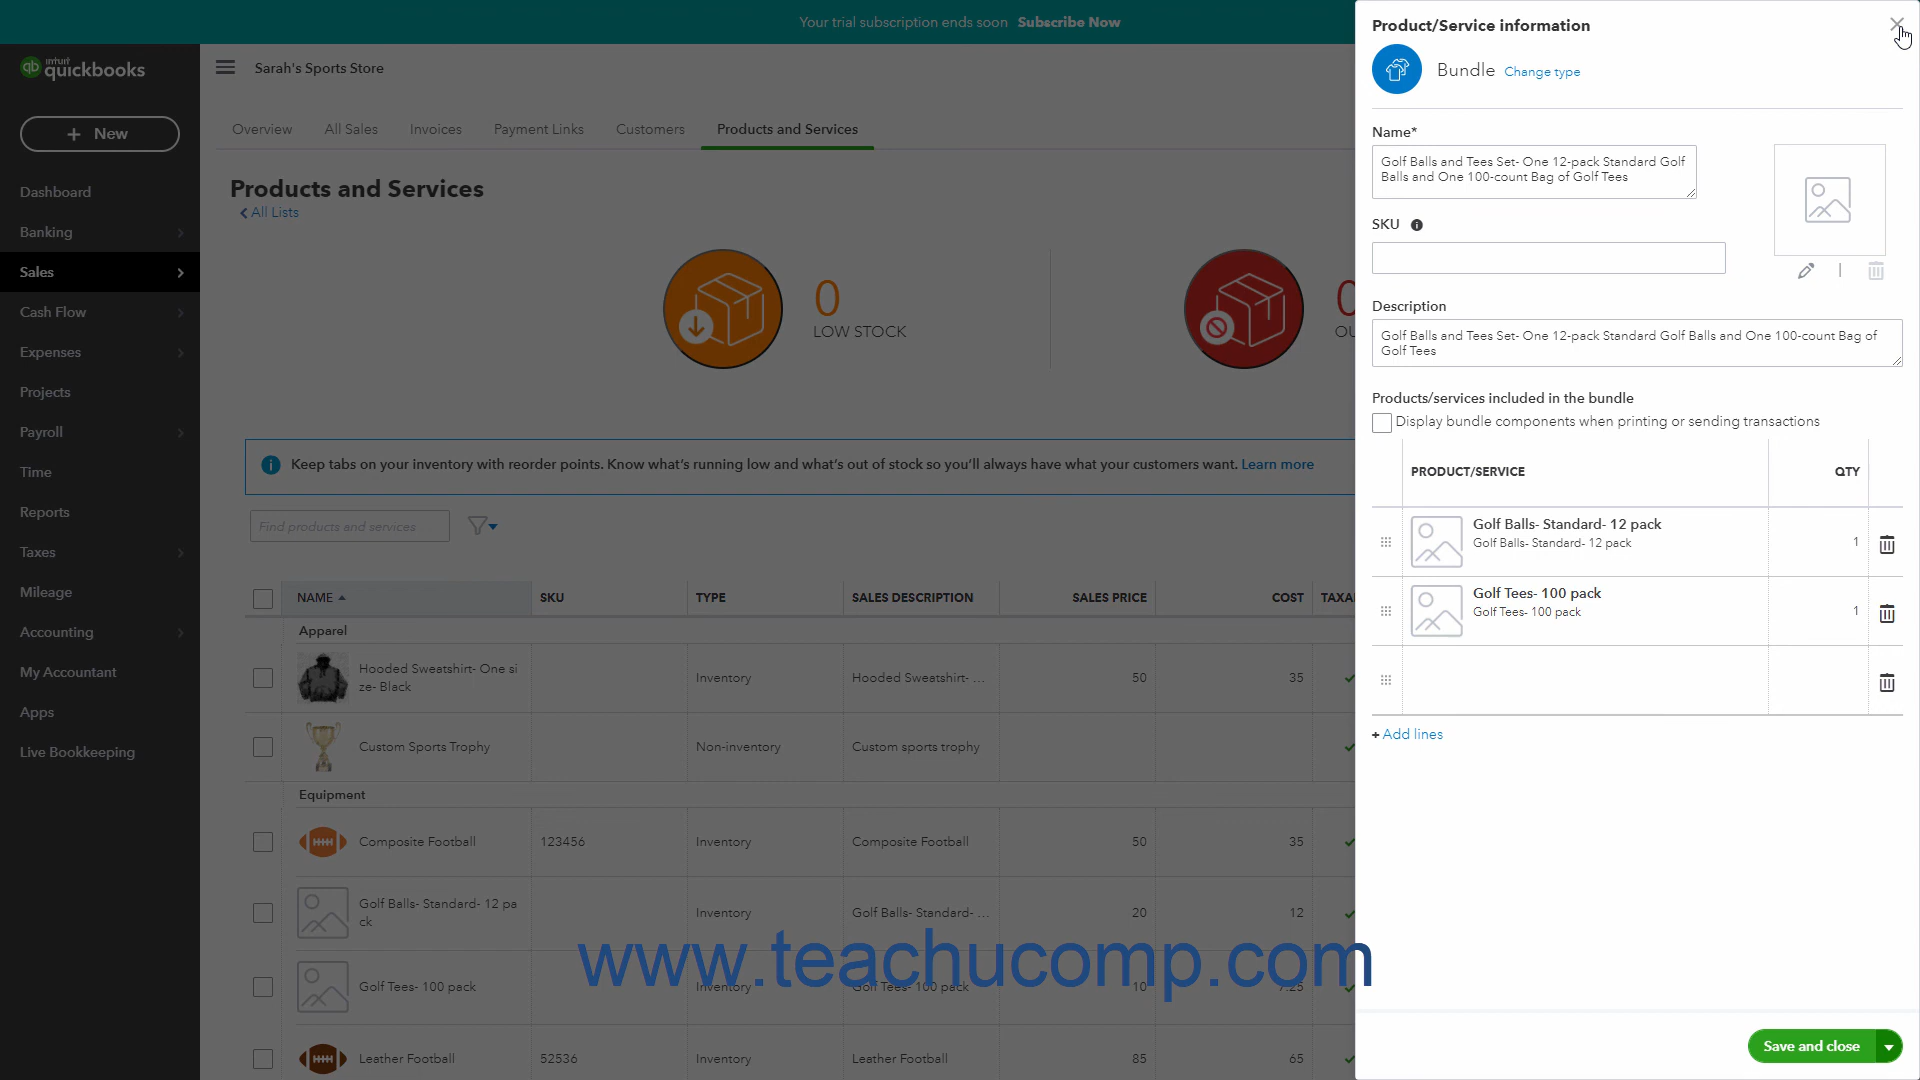 Your trial subscription ends soon Subscribe Now
intuit
quickbooks
Sarah's Sports Store
New
Dashboard
Banking
Sales
Cash Flow
Expenses
Projects
Payroll
Time
Reports
Taxes
Mileage
Accounting
My Accountant
Apps
Live Bookkeeping
Overview All Sales Invoices Payment Links Customers Products and Services
Products and Services
All Lists
0
LOW STOCK
0
OU
Keep tabs on your inventory with reorder points. Know what's running low and what's out of stock so you'll always have what your customers want. Learn more
Find products and services
NAME SKU TYPE SALES DESCRIPTION SALES PRICE COST TAXA
Apparel
Hooded Sweatshirt- One si
ze- Black
Inventory Hooded Sweatshirt- ... 50 35
Custom Sports Trophy Non-inventory Custom sports trophy
Equipment
Composite Football 123456 Inventory Composite Football 50 35
Golf Balls- Standard- 12 pa
ck
Inventory Golf Balls- Standard- ... 20 12
Golf Tees- 100 pack Inventory Golf Tees- 100 pack 10 7.25
Leather Football 52536 Inventory Leather Football 85 65
www.teachucomp.com
Product/Service information
Bundle Change type
Name*
Golf Balls and Tees Set- One 12-pack Standard Golf
Balls and One 100-count Bag of Golf Tees
SKU
Description
Golf Balls and Tees Set- One 12-pack Standard Golf Balls and One 100-count Bag of
Golf Tees
Products/services included in the bundle
Display bundle components when printing or sending transactions
PRODUCT/SERVICE QTY
Golf Balls- Standard- 12 pack
Golf Balls- Standard- 12 pack
1
Golf Tees- 100 pack
Golf Tees- 100 pack
1
+ Add lines
Save and close